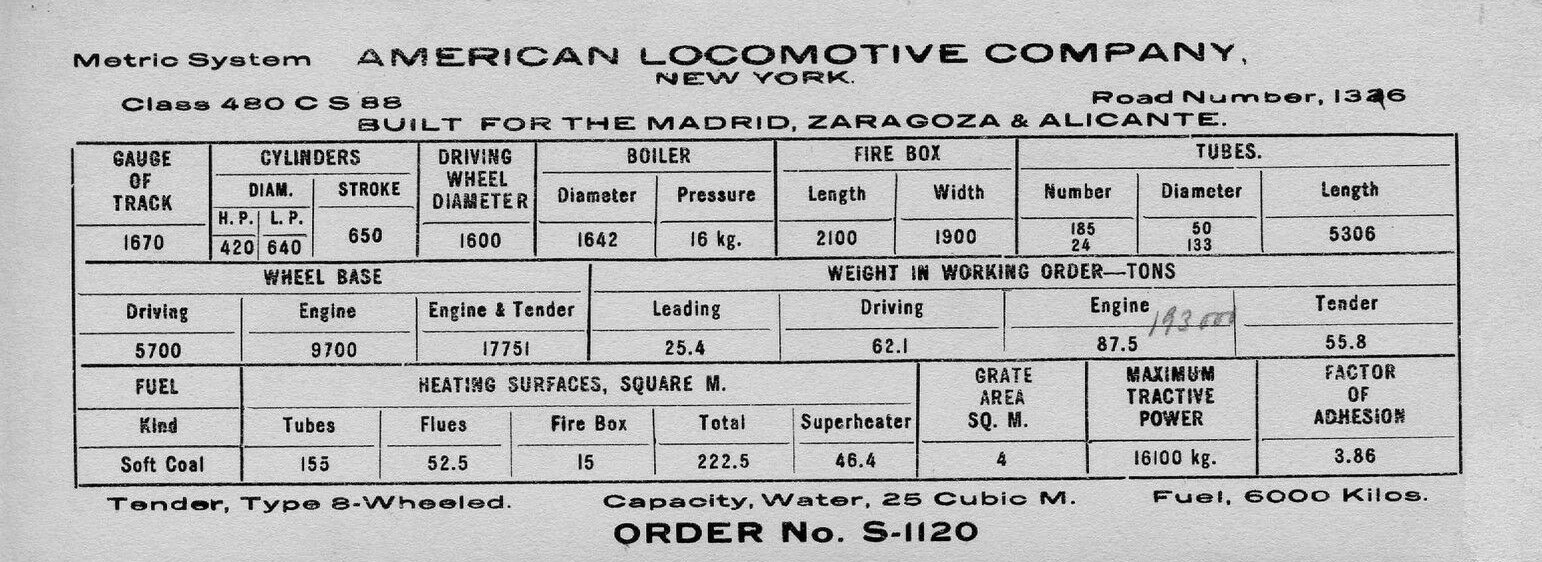 Metric System AMERICAN LOCOMOTIVE COMPANY,
NEW YORK.
Class 480 C S 88 Road Number,
BUILT FOR THE MADRID, ZARAGOZA & ALICANTE.
GAUGE OF TRACK CYLINDERS DRIVING WHEEL DIAMETER BOILER FIRE BOX TUBES.
DIAM. STROKE Diameter Pressure Length Width Number Diameter Length
H. P. L. P.
1670 420 640 650 1600 1642 16 kg. 2100 1900 185 50 5306
24 133
WHEEL BASE WEIGHT IN WORKING ORDER—TONS
Driving Engine Engine & Tender Leading Driving Engine Tender
193000
5700 9700 17751 25.4 62.1 87.5 55.8
FUEL HEATING SURFACES, SQUARE M. GRATE AREA SQ. M. MAXIMUM TRACTIVE POWER FACTOR OF ADHESION
Kind Tubes Flues Fire Box Total Superheater
Soft Coal 155 52.5 15 222.5 46.4 4 16100 kg. 3.86
Tender, Type 8-Wheeled. Capacity, Water, 25 Cubic M. Fuel, 6000 Kilos.
ORDER No. S-1120